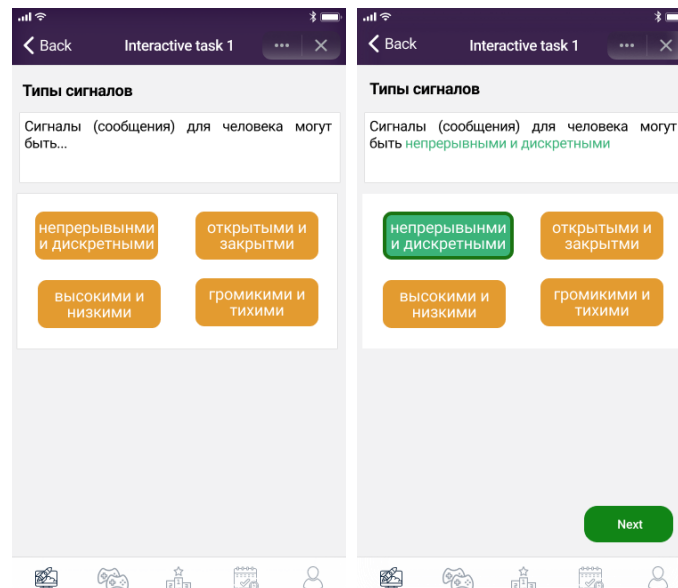 Back Interactive task 1
Типы сигналов
Сигналы (сообщения) для человека могут
быть...
непрерывынми
и дискретными
открытыми и
закрытми
высокими и
низкими
громикими и
тихими
Back Interactive task 1
Типы сигналов
Сигналы (сообщения) для человека могут
быть непрерывными и дискретными
непрерывынми
и дискретными
открытыми и
закрытми
высокими и
низкими
громикими и
тихими
Next